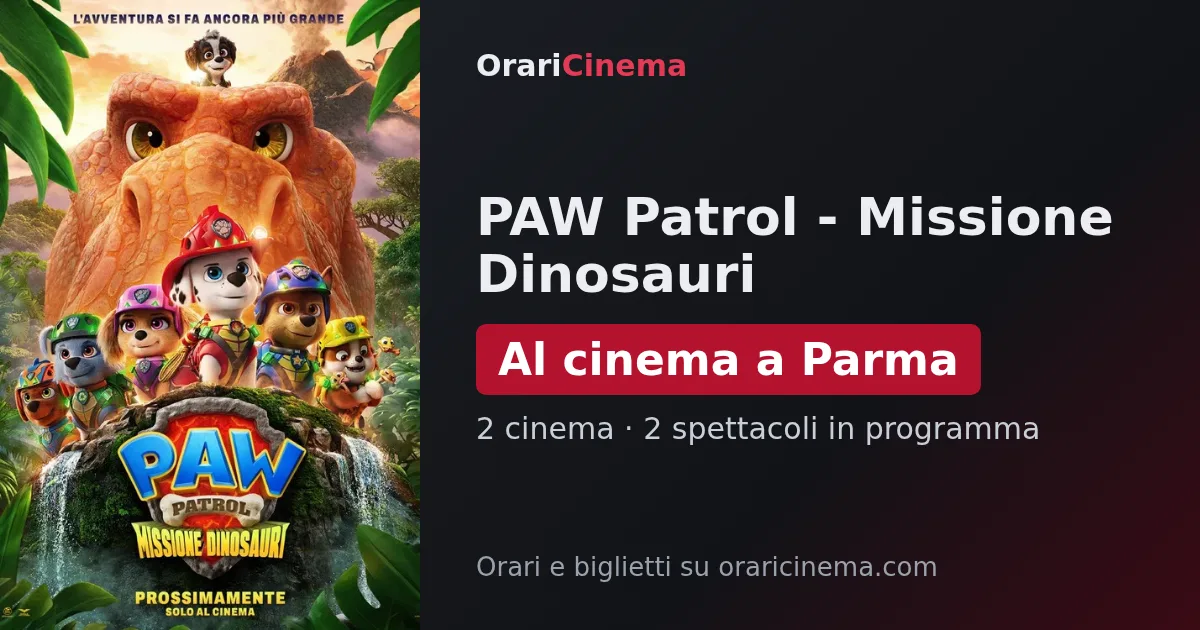 L'AVVENTURA SI FA ANCORA PIÙ GRANDE
PAW
PATROL
MISSIONE DINOSAURI
PROSSIMAMENTE
SOLO AL CINEMA
OrariCinema
PAW Patrol - Missione
Dinosauri
Al cinema a Parma
2 cinema · 2 spettacoli in programma
Orari e biglietti su oraricinema.com